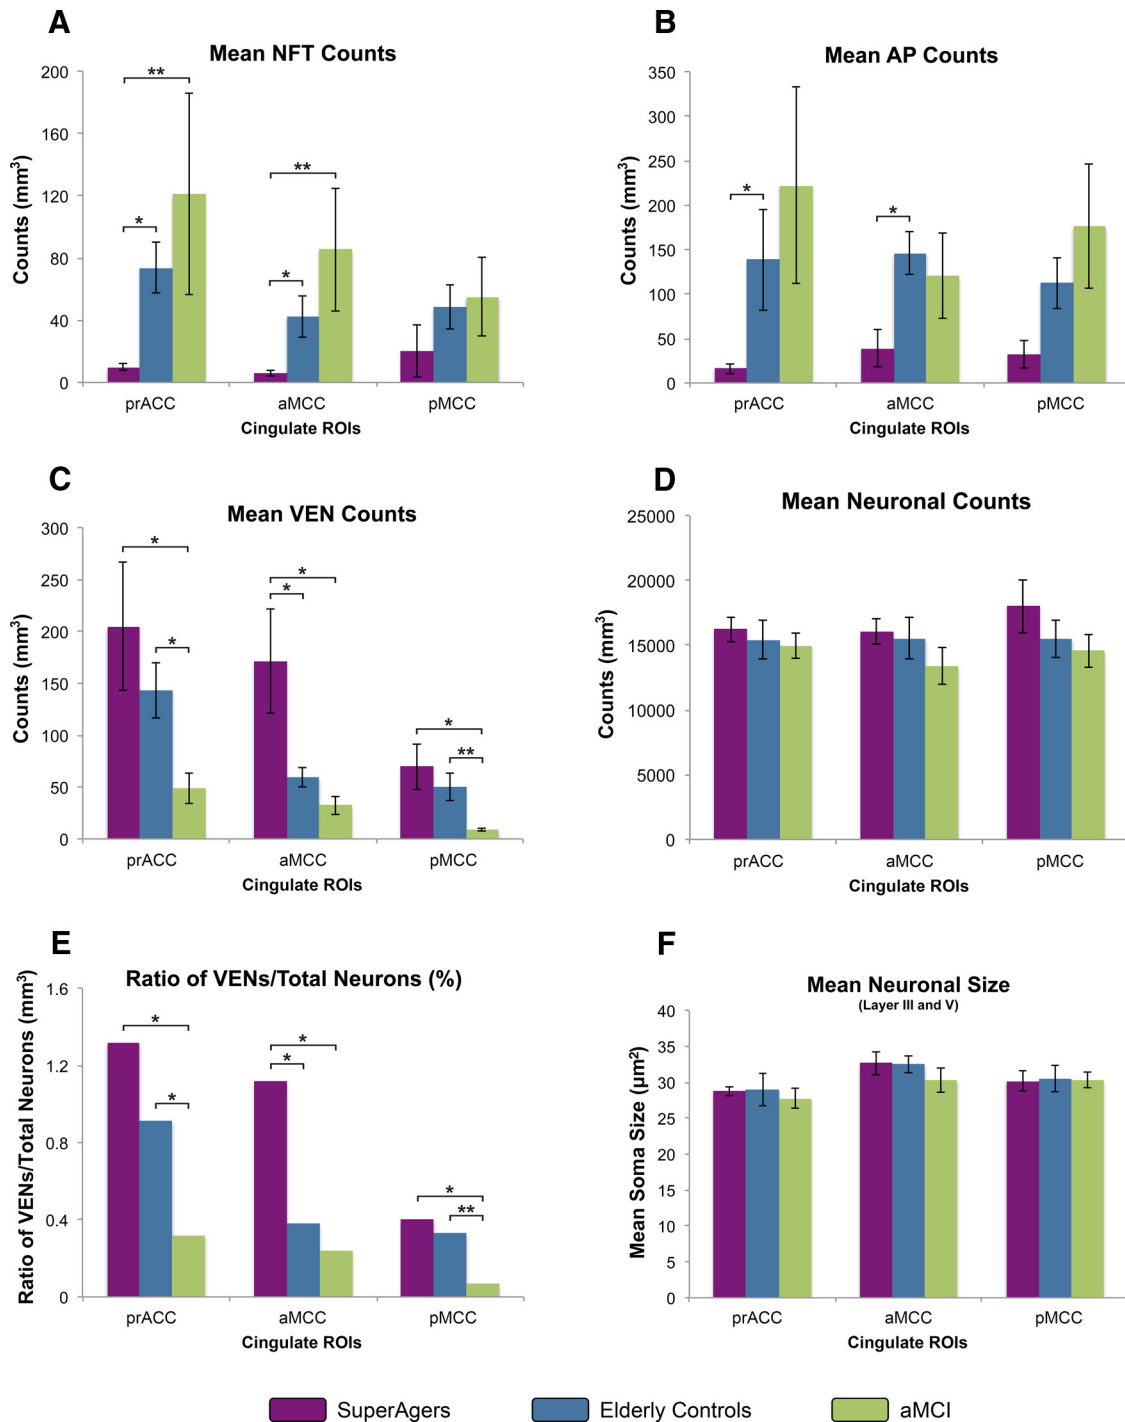 A
Mean NFT Counts
200
160
120
80
40
0
Counts (mm³)
**
*
**
*
prACC
aMCC
pMCC
Cingulate ROIs
B
Mean AP Counts
350
300
250
200
150
100
50
0
Counts (mm³)
*
*
prACC
aMCC
pMCC
Cingulate ROIs
C
Mean VEN Counts
300
250
200
150
100
50
0
Counts (mm³)
*
*
*
*
*
**
prACC
aMCC
pMCC
Cingulate ROIs
D
Mean Neuronal Counts
25000
20000
15000
10000
5000
0
Counts (mm³)
prACC
aMCC
pMCC
Cingulate ROIs
E
Ratio of VENs/Total Neurons (%)
1.6
1.2
0.8
0.4
0
Ratio of VENs/Total Neurons (mm³)
*
*
*
*
*
**
prACC
aMCC
pMCC
Cingulate ROIs
F
Mean Neuronal Size
(Layer III and V)
40
35
30
25
20
15
10
5
0
Mean Soma Size (µm²)
prACC
aMCC
pMCC
Cingulate ROIs
SuperAgers
Elderly Controls
aMCI